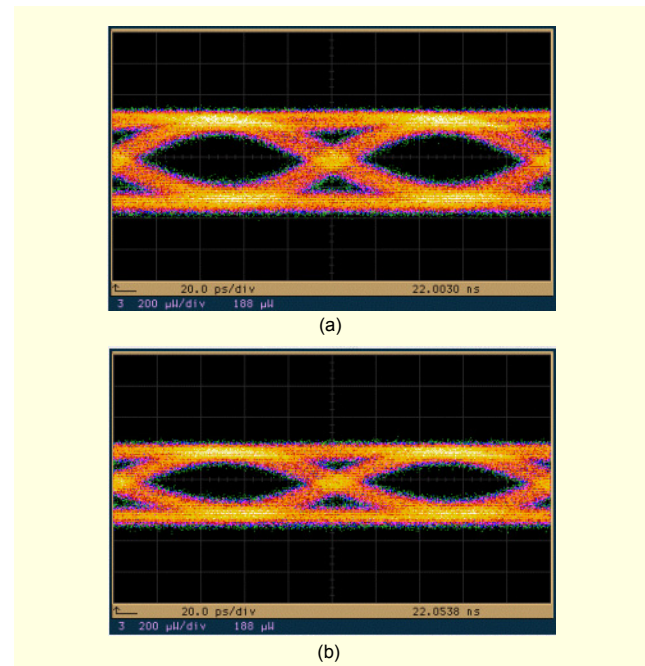 20.0 ps/div 22.0030 ns
3 200 µW/div 188 µW
(a)
20.0 ps/div 22.0538 ns
3 200 µW/div 188 µW
(b)